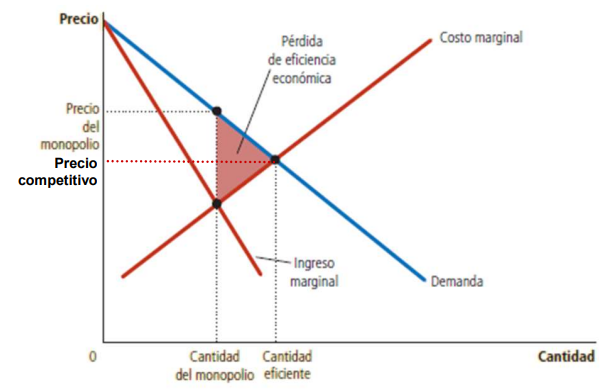 Precio
Costo marginal
Pérdida
de eficiencia
económica
Precio
del
monopolio
Precio
competitivo
Ingreso
marginal
Demanda
0
Cantidad
del monopolio
Cantidad
eficiente
Cantidad